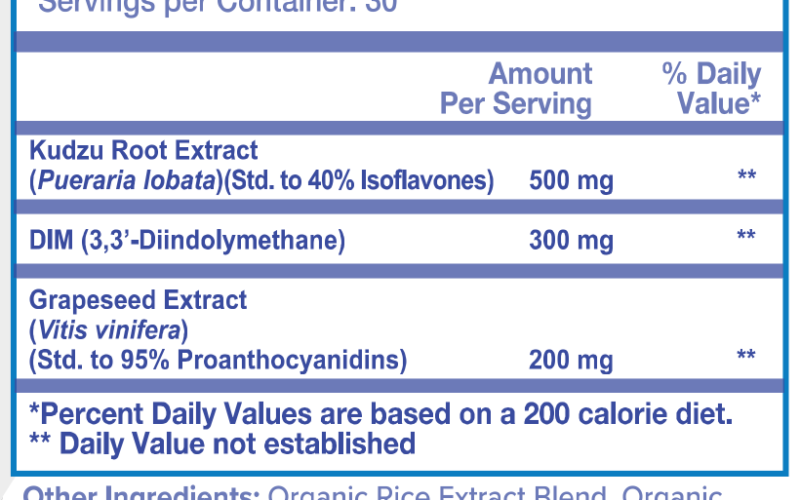 Servings per Container: 30
Amount % Daily
Per Serving Value*
Kudzu Root Extract
(Pueraria lobata)(Std. to 40% Isoflavones) 500 mg **
DIM (3,3’-Diindolymethane) 300 mg **
Grapeseed Extract
(Vitis vinifera)
(Std. to 95% Proanthocyanidins) 200 mg **
*Percent Daily Values are based on a 200 calorie diet.
** Daily Value not established
Other Ingredients: Organic Rice Extract Blend, Organic